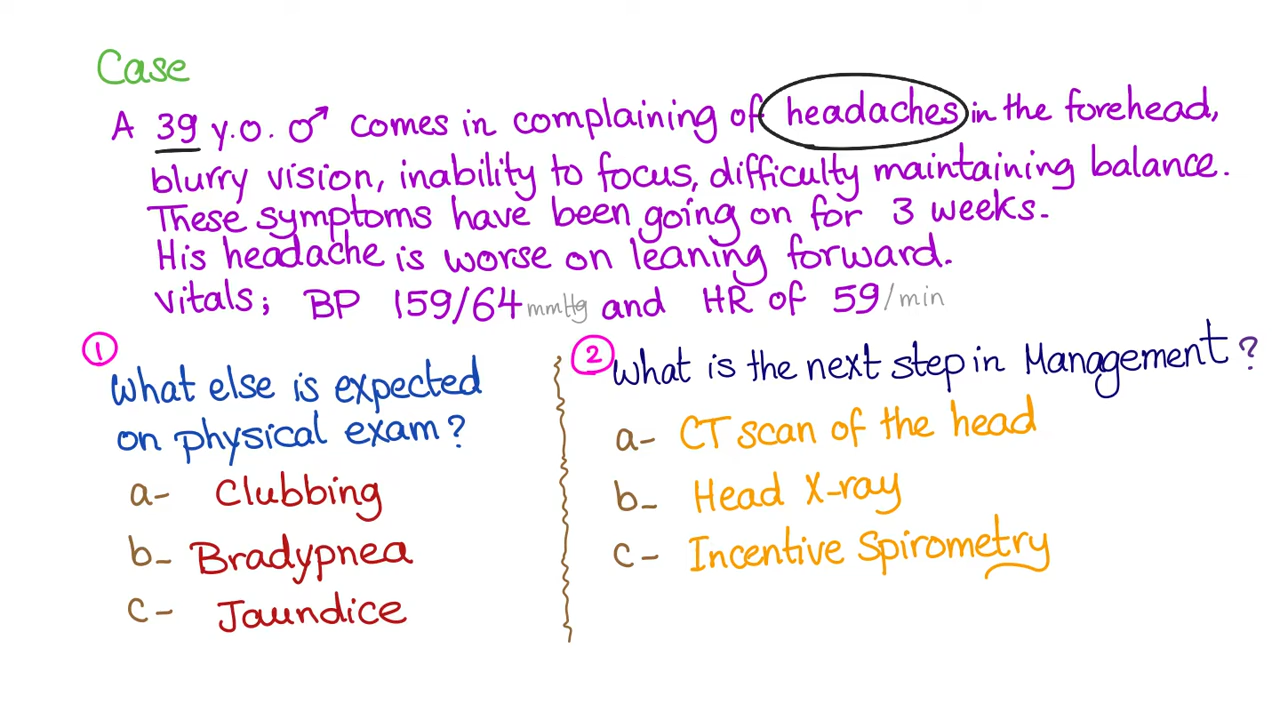 Case
A 39 y.o. ♂ comes in complaining of headaches in the forehead,
blurry vision, inability to focus, difficulty maintaining balance.
These symptoms have been going on for 3 weeks.
His headache is worse on leaning forward.
Vitals; BP 159/64 mmHg and HR of 59/min
1
What else is expected
on physical exam?
a- Clubbing
b- Bradypnea
c- Jaundice
2 What is the next step in Management?
a- CT scan of the head
b- Head X-ray
c- Incentive Spirometry